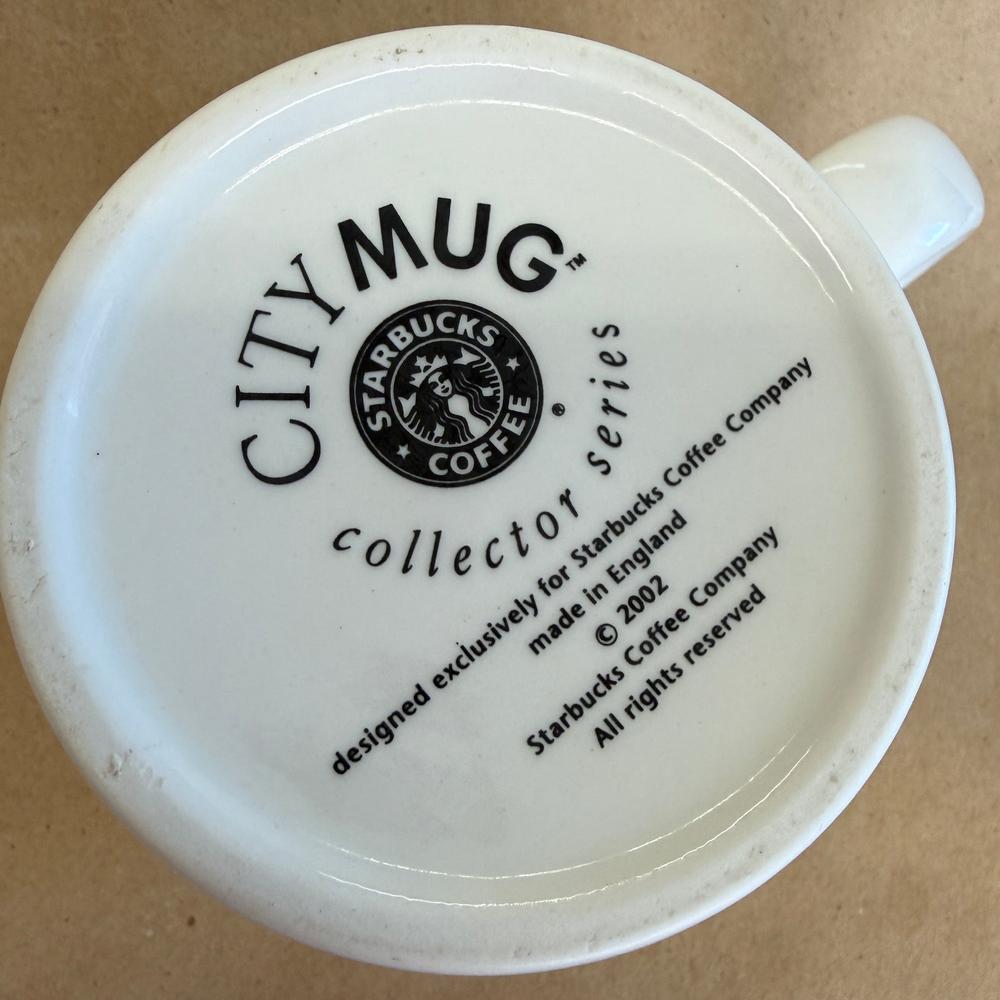 CITY MUG™
STARBUCKS
COFFEE
®
collector series
designed exclusively for Starbucks Coffee Company
made in England
© 2002
Starbucks Coffee Company
All rights reserved